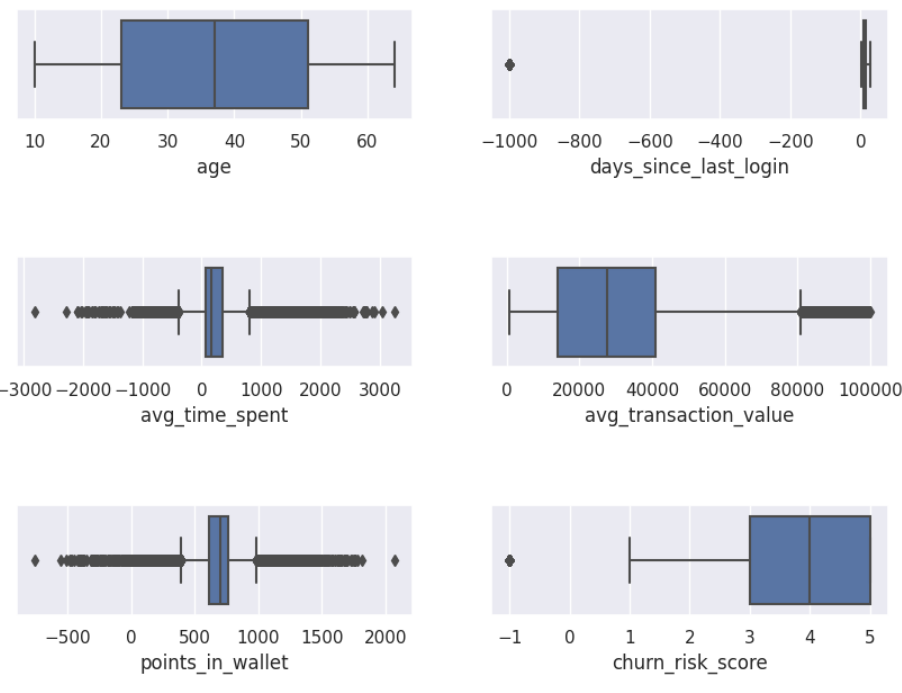 10 20 30 40 50 60
age
−1000 −800 −600 −400 −200 0
days_since_last_login
−3000 −2000 −1000 0 1000 2000 3000
avg_time_spent
0 20000 40000 60000 80000 100000
avg_transaction_value
−500 0 500 1000 1500 2000
points_in_wallet
−1 0 1 2 3 4 5
churn_risk_score